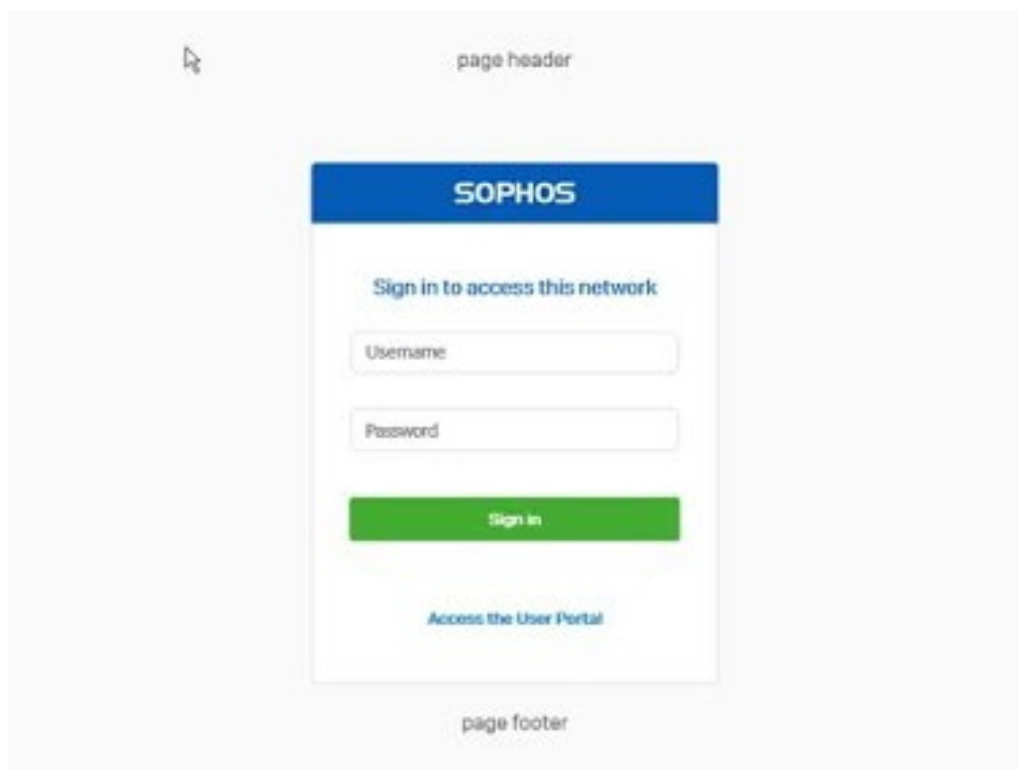 page header
SOPHOS
Sign in to access this network
Username
Password
Sign in
Access the User Portal
page footer